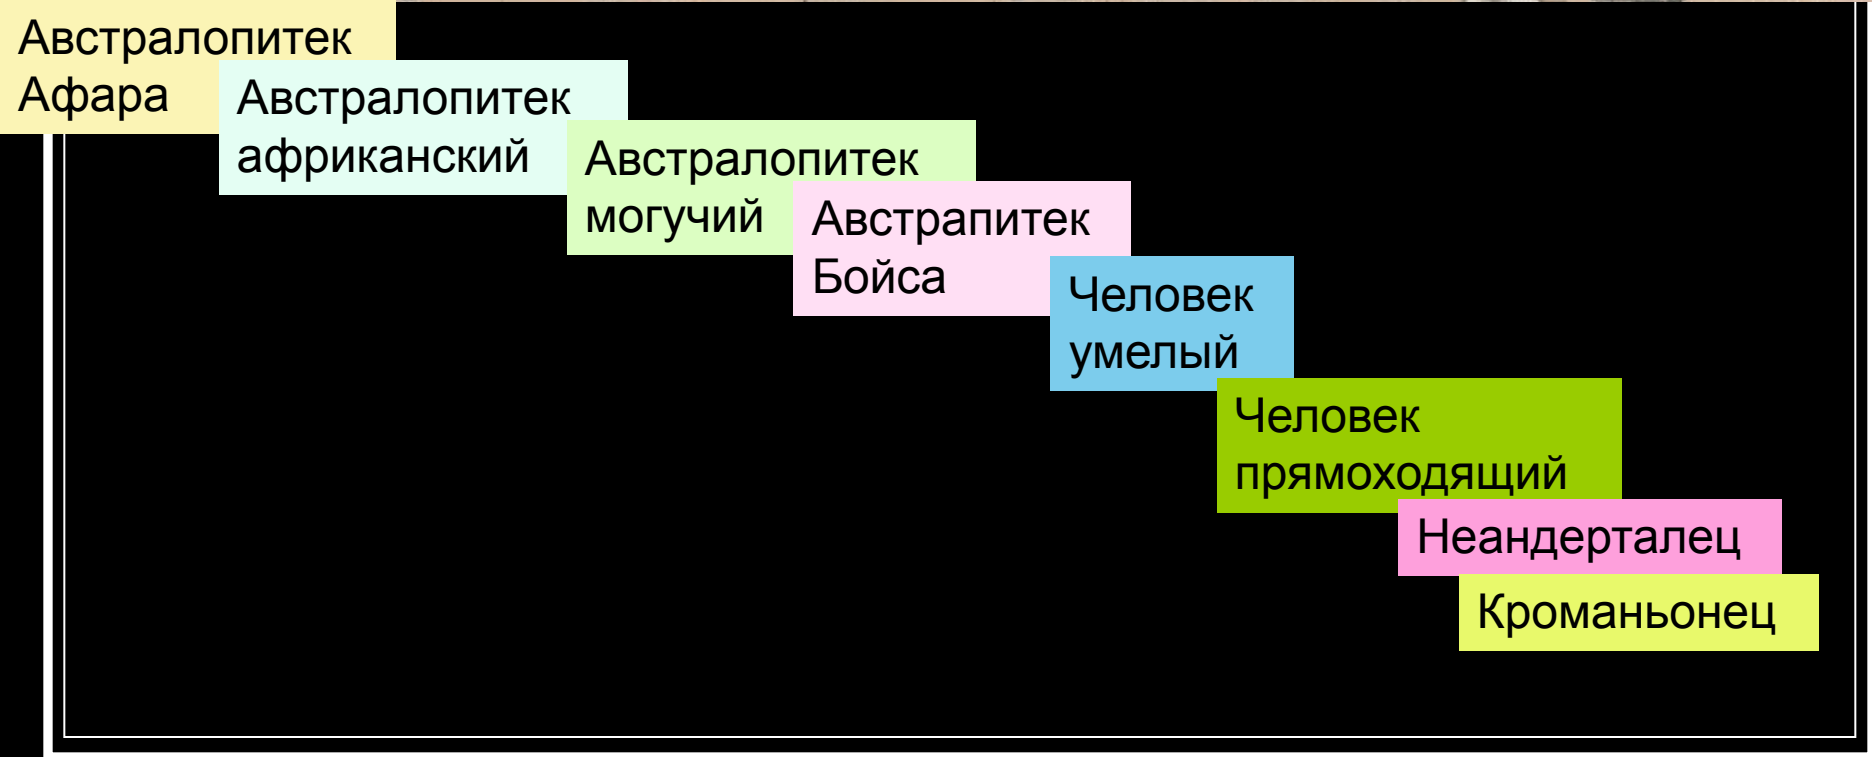 Австралопитек
Афара
Австралопитек
африканский
Австралопитек
могучий
Австрапитек
Бойса
Человек
умелый
Человек
прямоходящий
Неандерталец
Кроманьонец